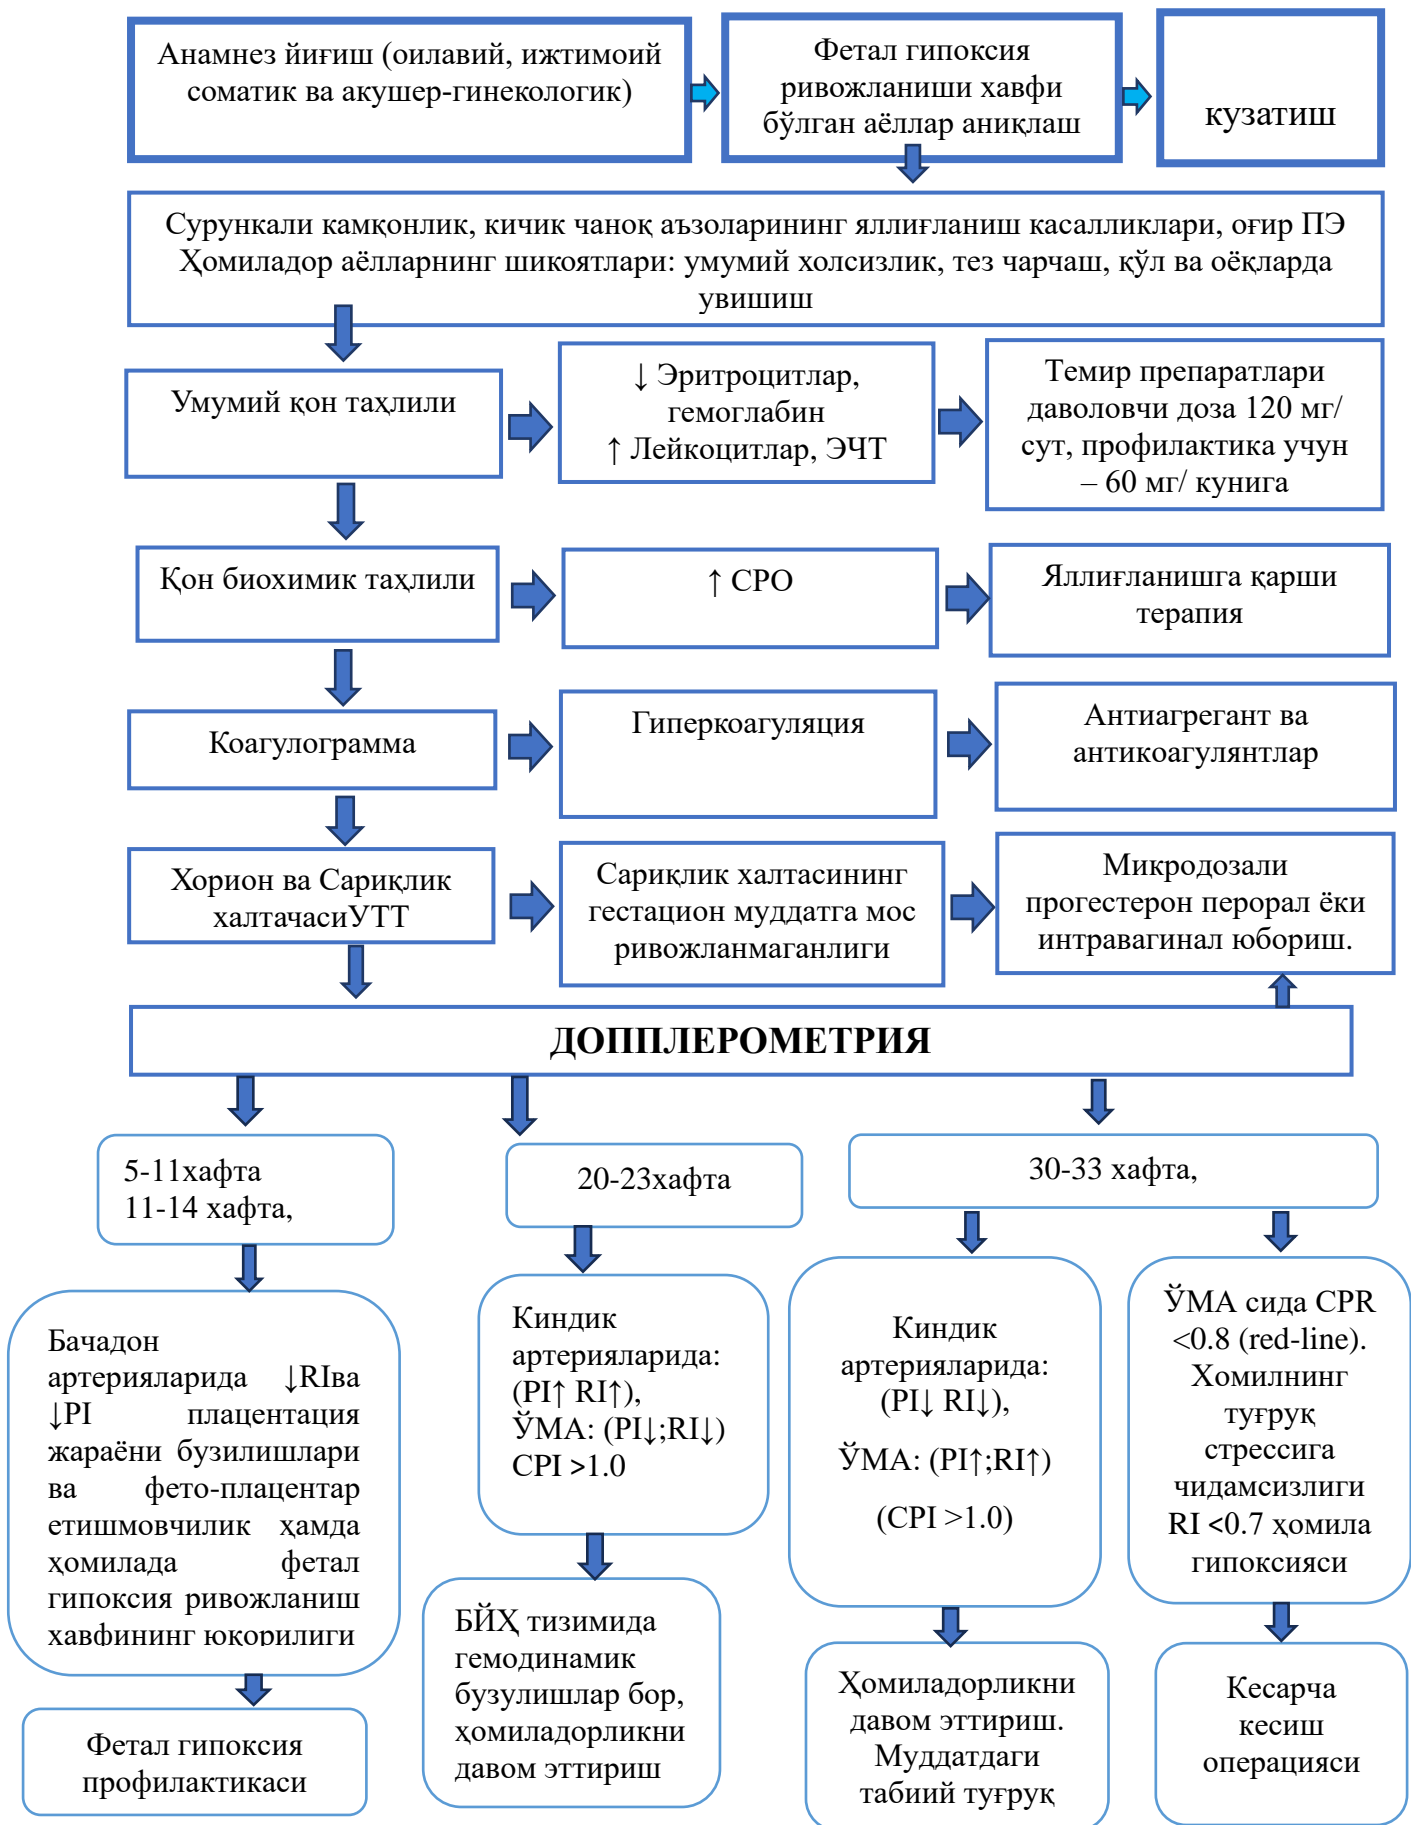 Анамнез йиғиш (оилавий, ижтимоий
соматик ва акушер-гинекологик)
Фетал гипоксия
ривожланиши хавфи
бўлган аёллар аниқлаш
кузатиш
Сурункали камқонлик, кичик чаноқ аъзоларининг яллиғланиш касалликлари, оғир ПЭ
Ҳомиладор аёлларнинг шикоятлари: умумий холсизлик, тез чарчаш, қўл ва оёқларда
увишиш
Умумий қон таҳлили
↓ Эритроцитлар,
гемоглабин
↑ Лейкоцитлар, ЭЧТ
Темир препаратлари
даволовчи доза 120 мг/
сут, профилактика учун
– 60 мг/ кунига
Қон биохимик таҳлили
↑ СРО
Яллиғланишга қарши
терапия
Коагулограмма
Гиперкоагуляция
Антиагрегант ва
антикоагулянтлар
Хорион ва Сариқлик
халтачасиУТТ
Сариқлик халтасининг
гестацион муддатга мос
ривожланмаганлиги
Микродозали
прогестерон перорал ёки
интравагинал юбориш.
ДОППЛЕРОМЕТРИЯ
5-11хафта
11-14 хафта,
20-23хафта
30-33 хафта,
Бачадон
артерияларида ↓RIва
↓PI плацентация
жараёни бузилишлари
ва фето-плацентар
етишмовчилик ҳамда
ҳомилада фетал
гипоксия ривожланиш
хавфининг юқорилиги
Фетал гипоксия
профилактикаси
Киндик
артерияларида:
(PI↑ RI↑),
ЎМА: (PI↓;RI↓)
CPI >1.0
БЙҲ тизимида
гемодинамик
бузулишлар бор,
ҳомиладорликни
давом эттириш
Киндик
артерияларида:
(PI↓ RI↓),
ЎМА: (PI↑;RI↑)
(CPI >1.0)
Ҳомиладорликни
давом эттириш.
Муддатдаги
табиий туғруқ
ЎМА сида CPR
<0.8 (red-line).
Хомилнинг
туғруқ
стрессига
чидамсизлиги
RI <0.7 ҳомила
гипоксияси
Кесарча
кесиш
операцияси